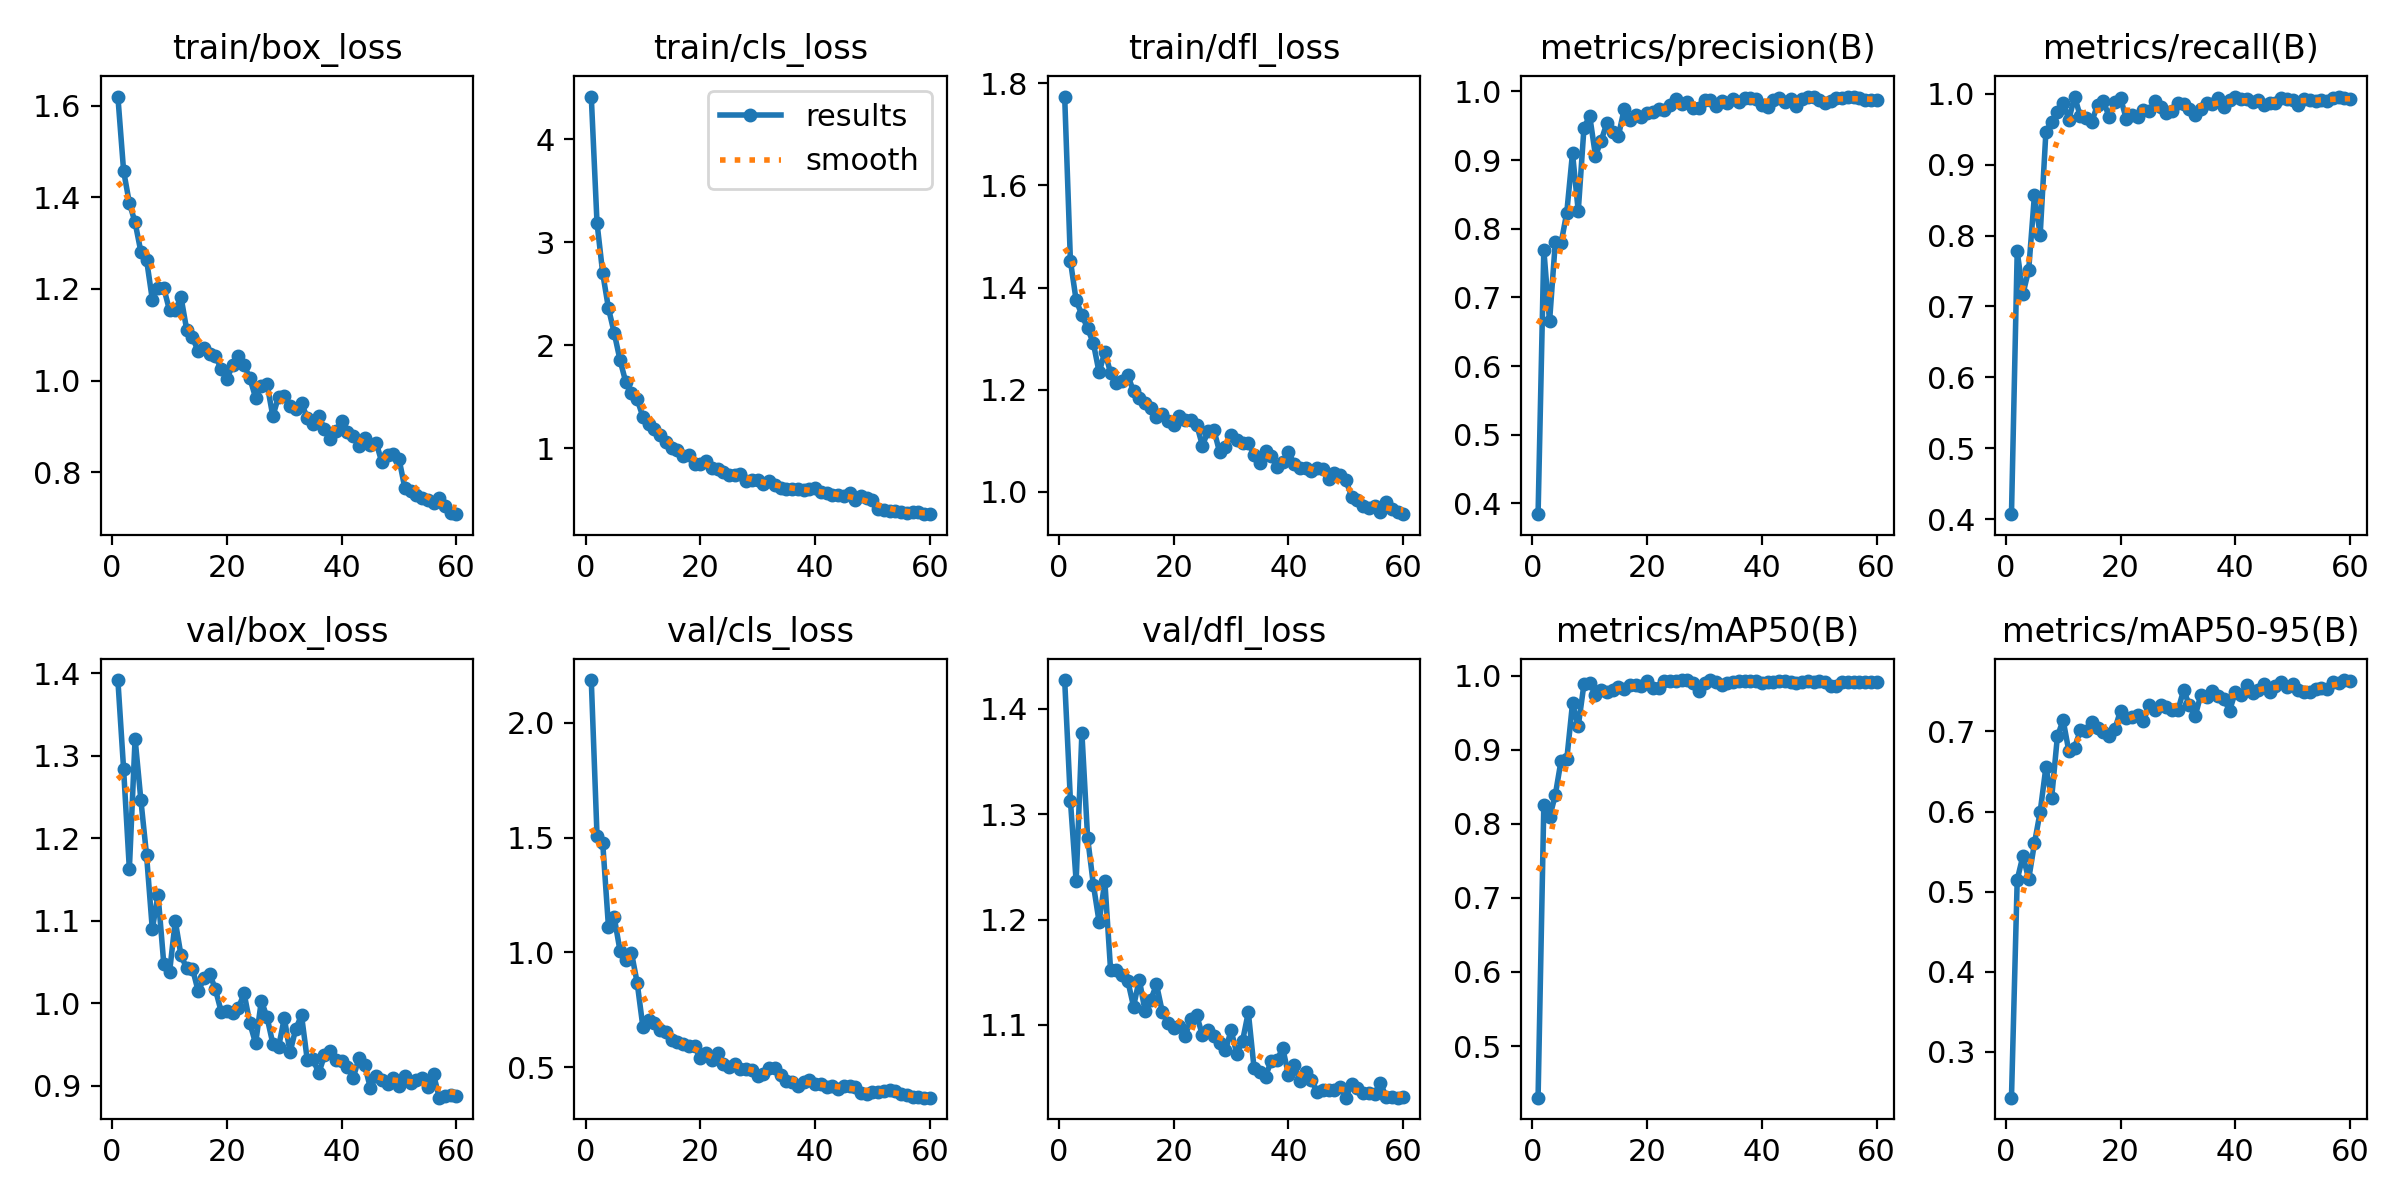 train/box_loss
train/cls_loss
train/dfl_loss
metrics/precision(B)
metrics/recall(B)
1.6
1.4
1.2
1.0
0.8
0 20 40 60
4
3
2
1
results
smooth
0 20 40 60
1.8
1.6
1.4
1.2
1.0
0 20 40 60
1.0
0.9
0.8
0.7
0.6
0.5
0.4
0 20 40 60
1.0
0.9
0.8
0.7
0.6
0.5
0.4
0 20 40 60
val/box_loss
val/cls_loss
val/dfl_loss
metrics/mAP50(B)
metrics/mAP50-95(B)
1.4
1.3
1.2
1.1
1.0
0.9
0 20 40 60
2.0
1.5
1.0
0.5
0 20 40 60
1.4
1.3
1.2
1.1
0 20 40 60
1.0
0.9
0.8
0.7
0.6
0.5
0 20 40 60
0.7
0.6
0.5
0.4
0.3
0 20 40 60